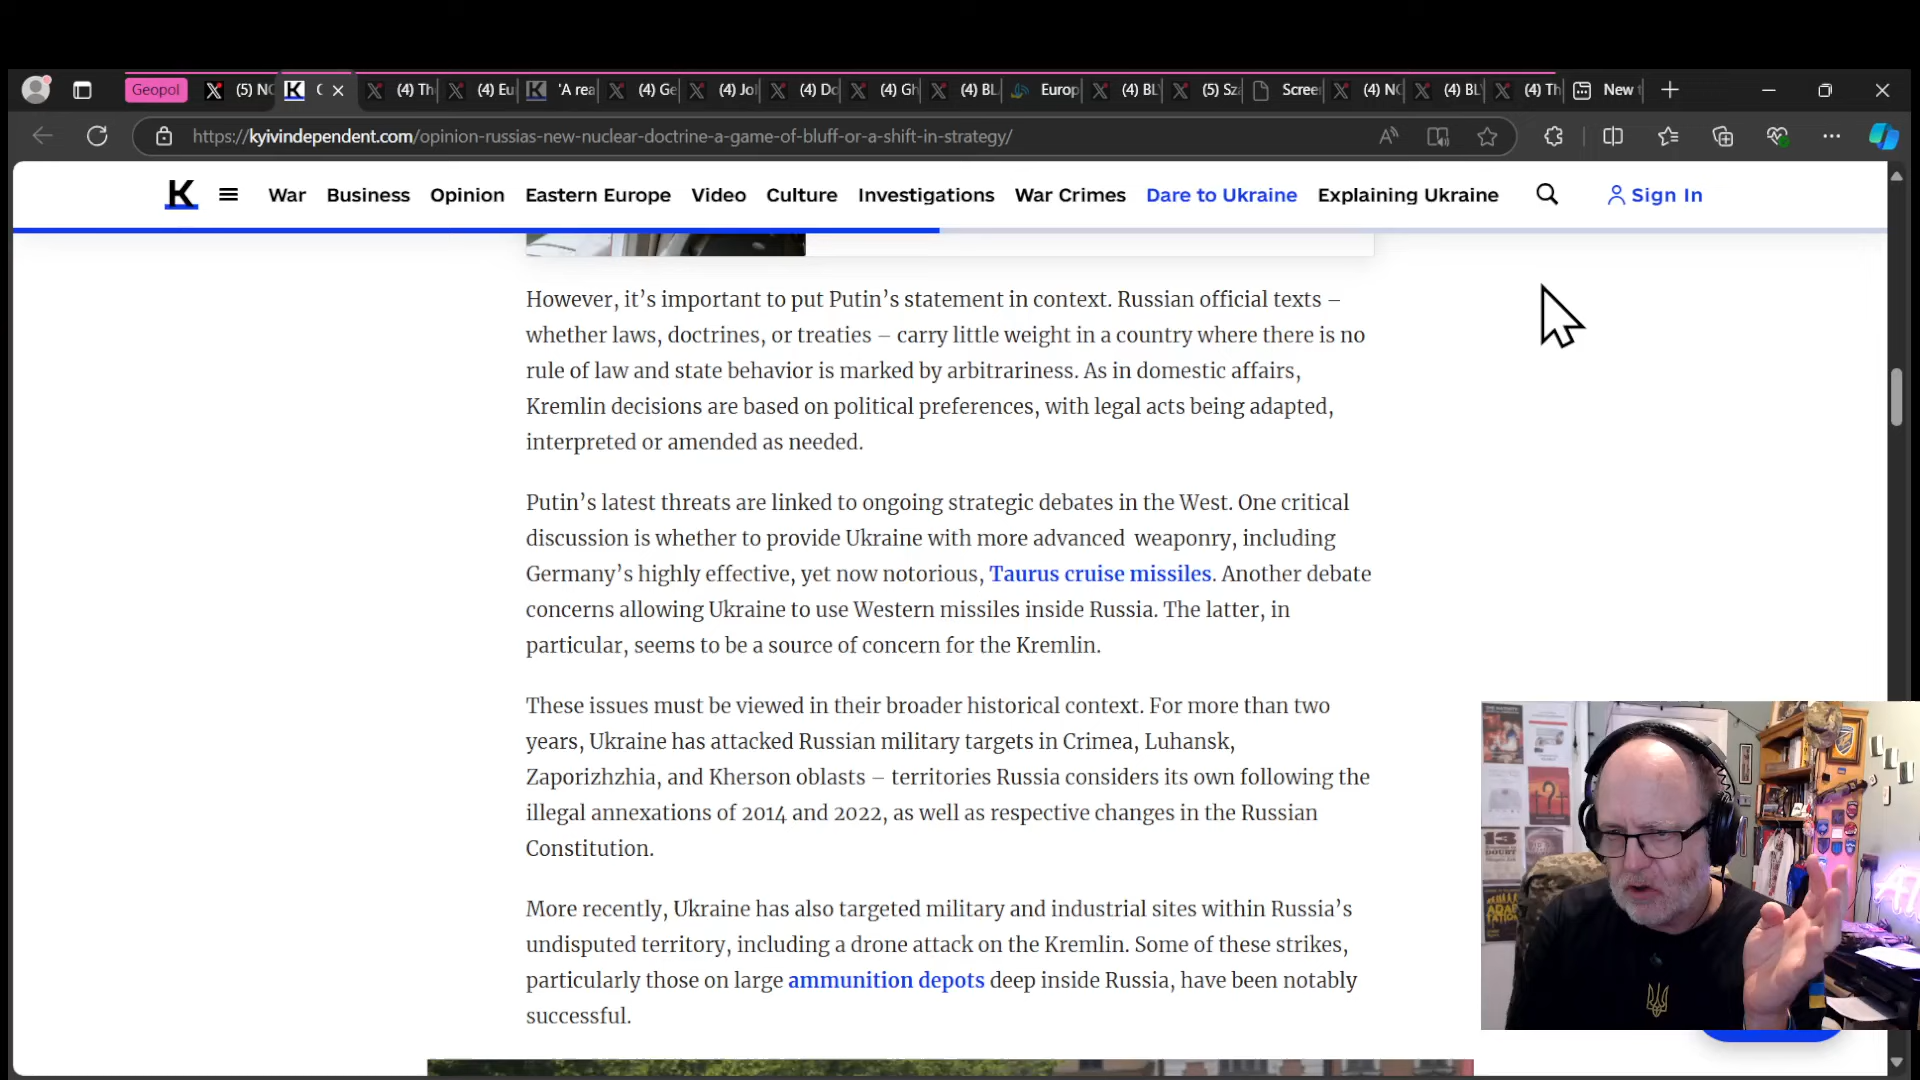 Geopol
(5) NC
C
(4) Th
(4) Eu
'A rea
(4) Ge
(4) Jo
(4) Do
(4) Gh
(4) BL
Europ
(4) BL
(5) Sz
Scree
(4) NC
(4) BL
(4) Th
New
https://kyivindependent.com/opinion-russias-new-nuclear-doctrine-a-game-of-bluff-or-a-shift-in-strategy/
K War Business Opinion Eastern Europe Video Culture Investigations War Crimes Dare to Ukraine Explaining Ukraine Sign In
However, it’s important to put Putin’s statement in context. Russian official texts –
whether laws, doctrines, or treaties – carry little weight in a country where there is no
rule of law and state behavior is marked by arbitrariness. As in domestic affairs,
Kremlin decisions are based on political preferences, with legal acts being adapted,
interpreted or amended as needed.
Putin’s latest threats are linked to ongoing strategic debates in the West. One critical
discussion is whether to provide Ukraine with more advanced weaponry, including
Germany’s highly effective, yet now notorious, Taurus cruise missiles. Another debate
concerns allowing Ukraine to use Western missiles inside Russia. The latter, in
particular, seems to be a source of concern for the Kremlin.
These issues must be viewed in their broader historical context. For more than two
years, Ukraine has attacked Russian military targets in Crimea, Luhansk,
Zaporizhzhia, and Kherson oblasts – territories Russia considers its own following the
illegal annexations of 2014 and 2022, as well as respective changes in the Russian
Constitution.
More recently, Ukraine has also targeted military and industrial sites within Russia’s
undisputed territory, including a drone attack on the Kremlin. Some of these strikes,
particularly those on large ammunition depots deep inside Russia, have been notably
successful.
13
DOUBT